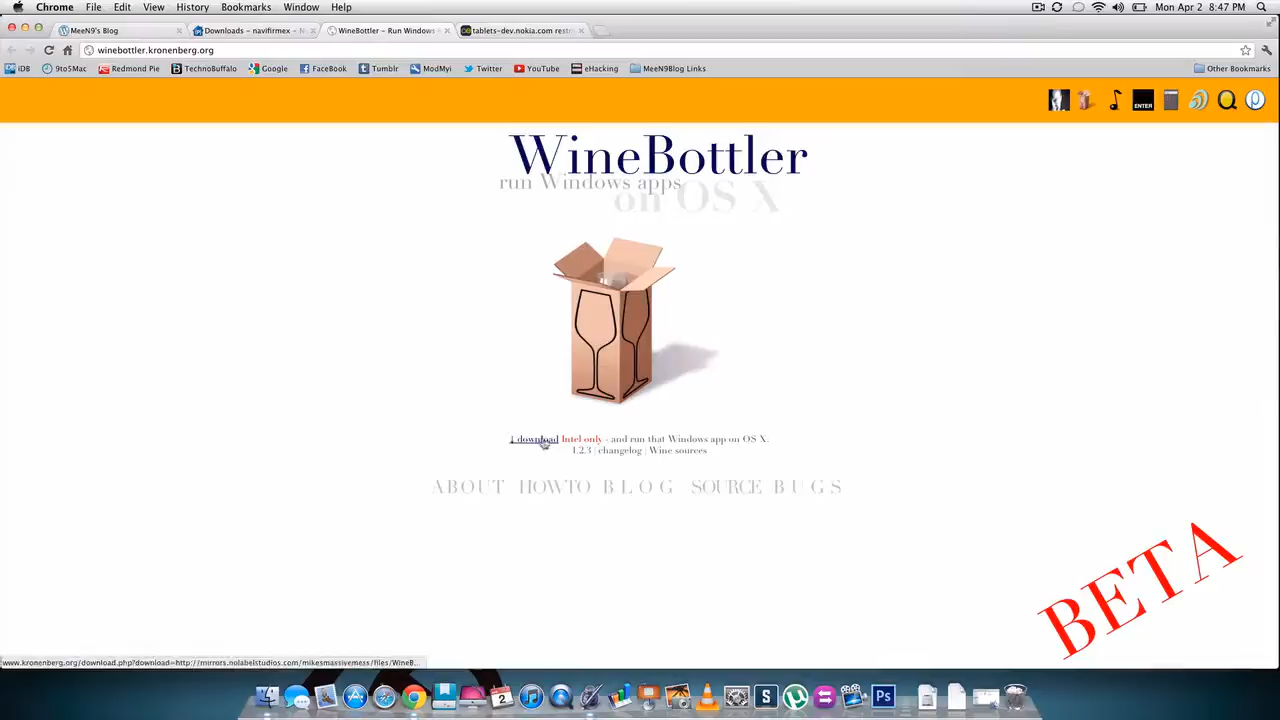 Chrome File Edit View History Bookmarks Window Help Mon Apr 2 8:47 PM
MeeN9's Blog Downloads – navifirmex – N WineBottler – Run Windows tablets-dev.nokia.com restr
winebottler.kronenberg.org
iDB 9to5Mac Redmond Pie TechnoBuffalo Google FaceBook Tumblr ModMyi Twitter YouTube eHacking MeeN9Blog Links Other Bookmarks
ENTER
WineBottler
run Windows apps
on OS X
download Intel only - and run that Windows app on OS X.
1.2.3 | changelog | Wine sources
ABOUT HOWTO BLOG SOURCE BUGS
BETA
www.kronenberg.org/download.php?download=http://mirrors.nolabelstudios.com/mikesmassivemess/files/WineB...
2 S Ps